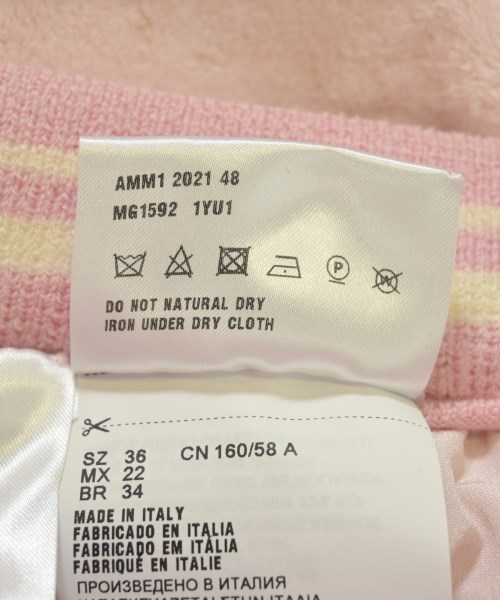 AMM1 2021 48
MG1592 1YU1
P
W
DO NOT NATURAL DRY
IRON UNDER DRY CLOTH
SZ 36 CN 160/58 A
MX 22
BR 34
MADE IN ITALY
FABRICADO EN ITALIA
FABRICADO EM ITÁLIA
FABRIQUÉ EN ITALIE
ПРОИЗВЕДЕНО В ИТАЛИЯ